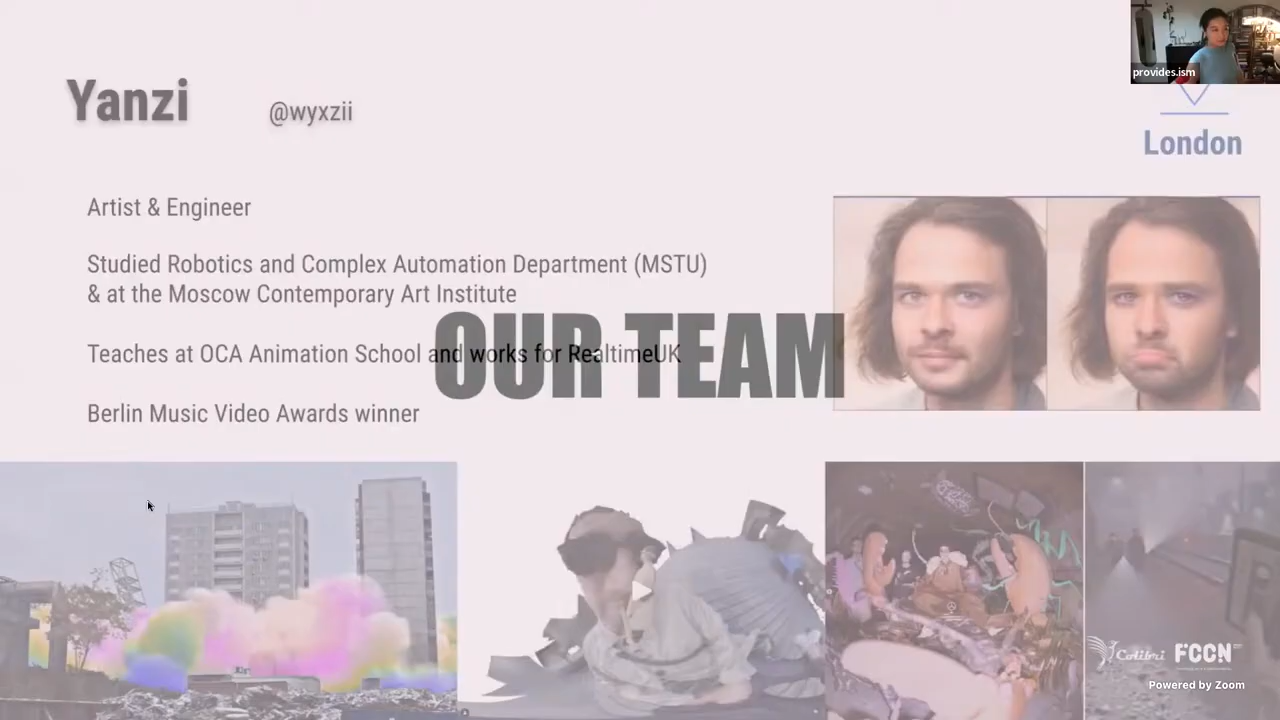 provides.ism
Yanzi
@wyxzii
London
Artist & Engineer
Studied Robotics and Complex Automation Department (MSTU)
& at the Moscow Contemporary Art Institute
OUR TEAM
Teaches at OCA Animation School and works for RealtimeUK
Berlin Music Video Awards winner
Colibri FCCN
Powered by Zoom